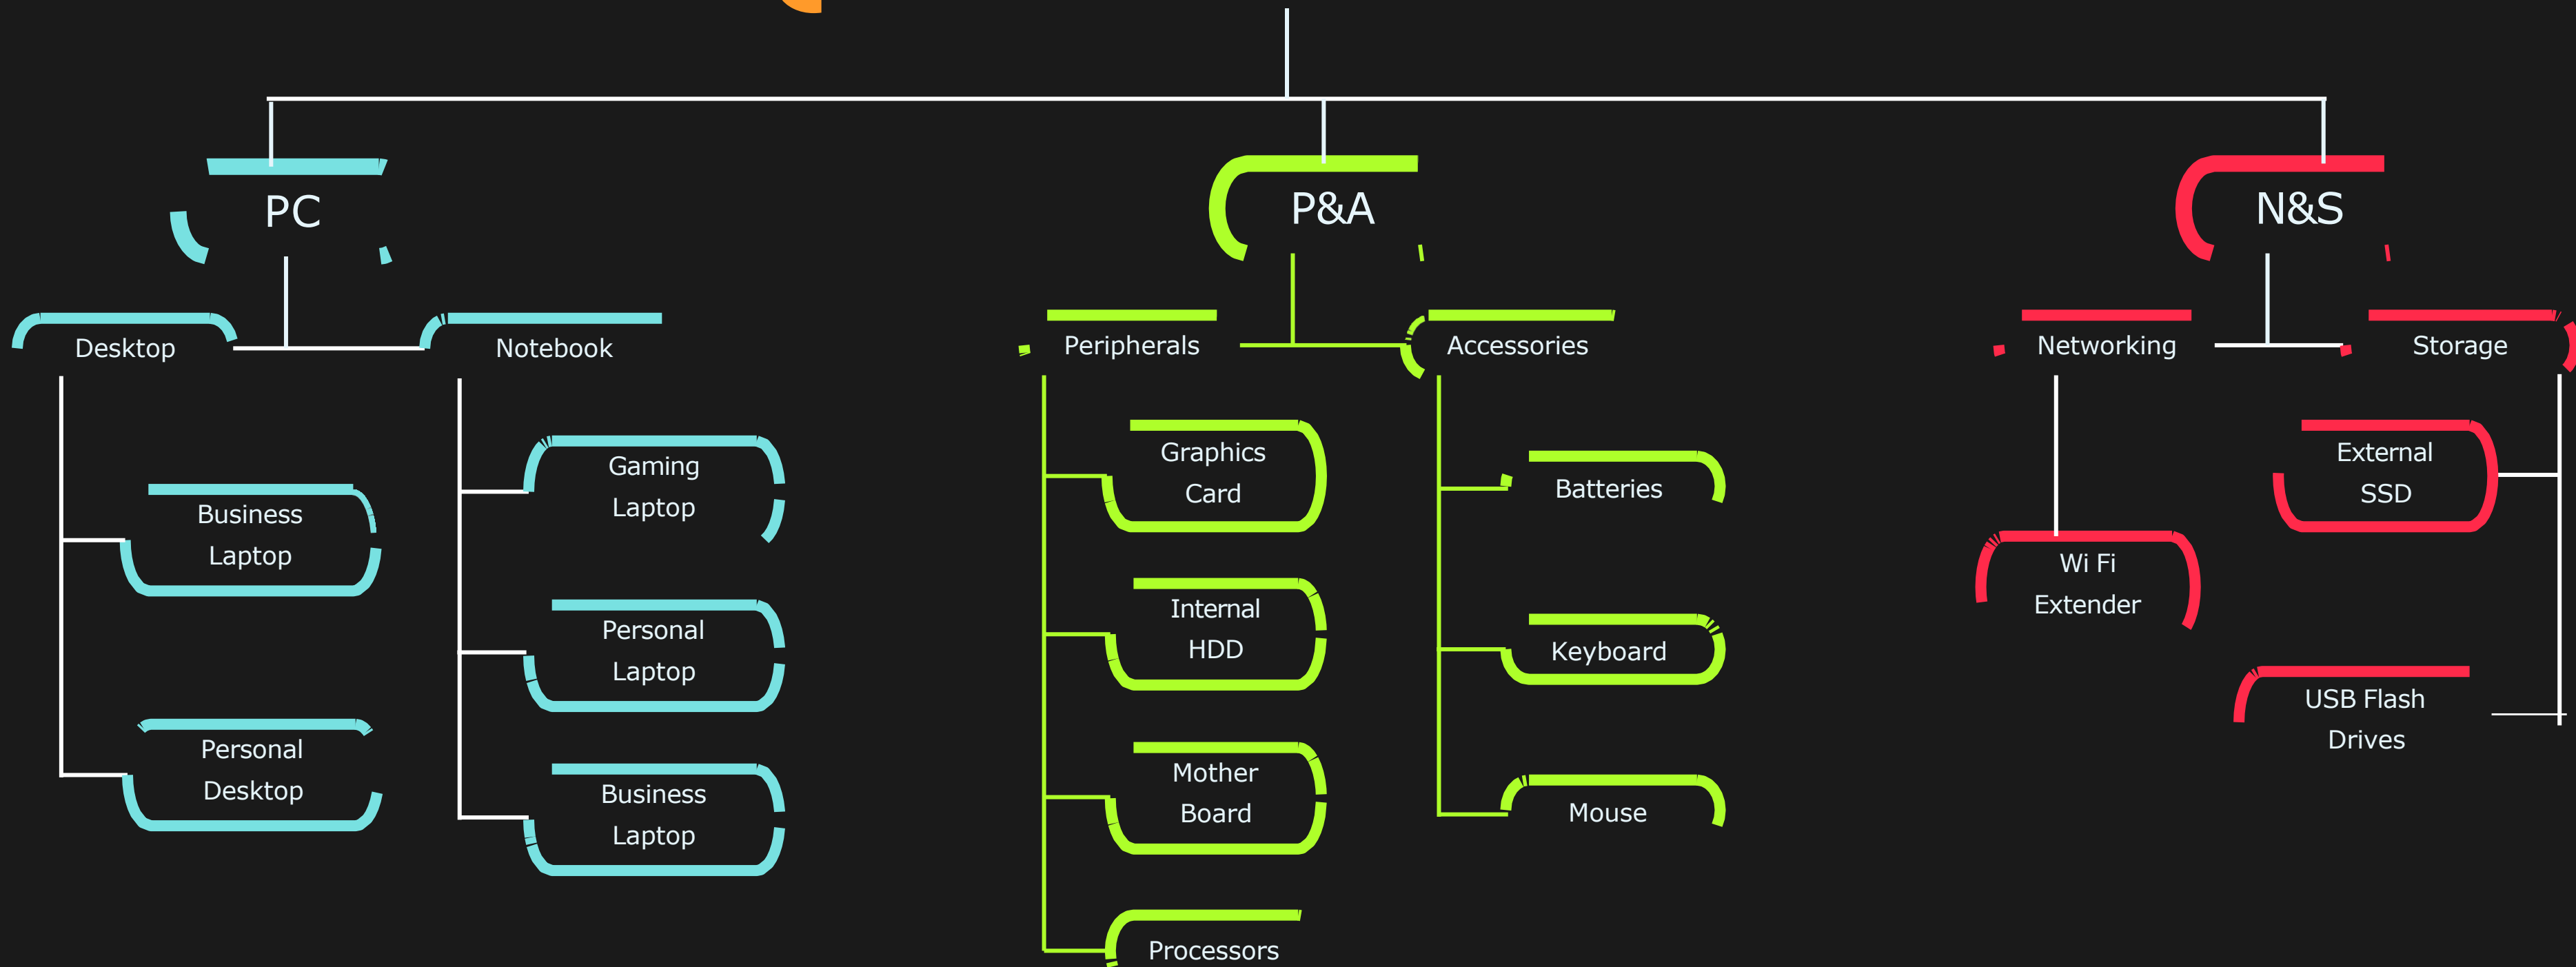 PC
P&A
N&S
Desktop
Notebook
Peripherals
Accessories
Networking
Storage
Business
Laptop
Personal
Desktop
Gaming
Laptop
Personal
Laptop
Business
Laptop
Graphics
Card
Internal
HDD
Mother
Board
Processors
Batteries
Keyboard
Mouse
Wi Fi
Extender
External
SSD
USB Flash
Drives